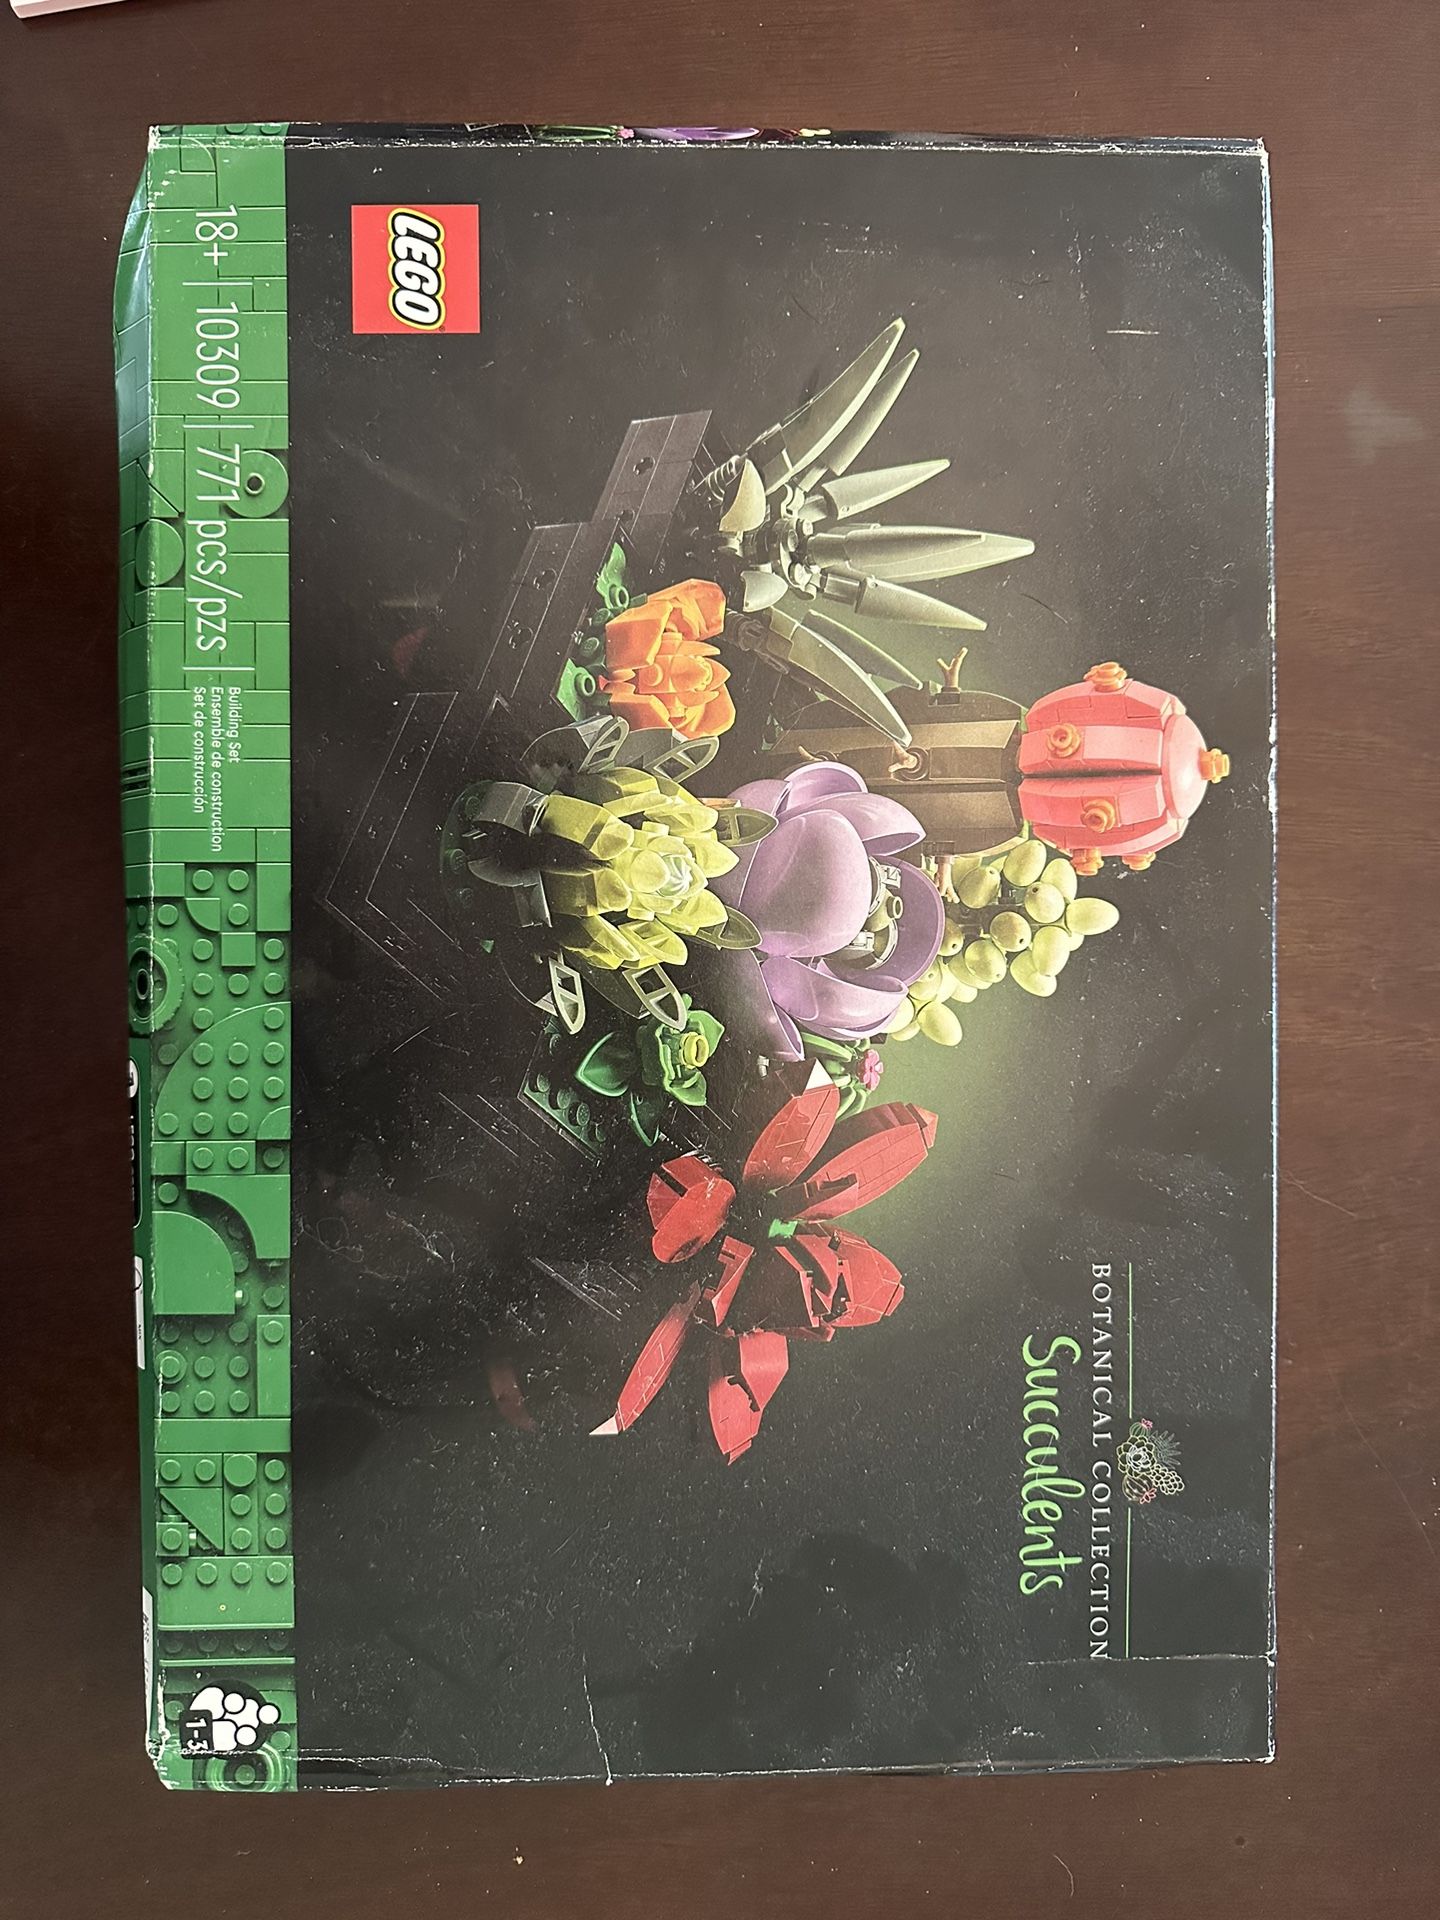 LEGO
BOTANICAL COLLECTION
Succulents
18+ | 10309 | 771 pcs/pzs |
Building Set
Ensemble de construction
Set de construcción
1-3